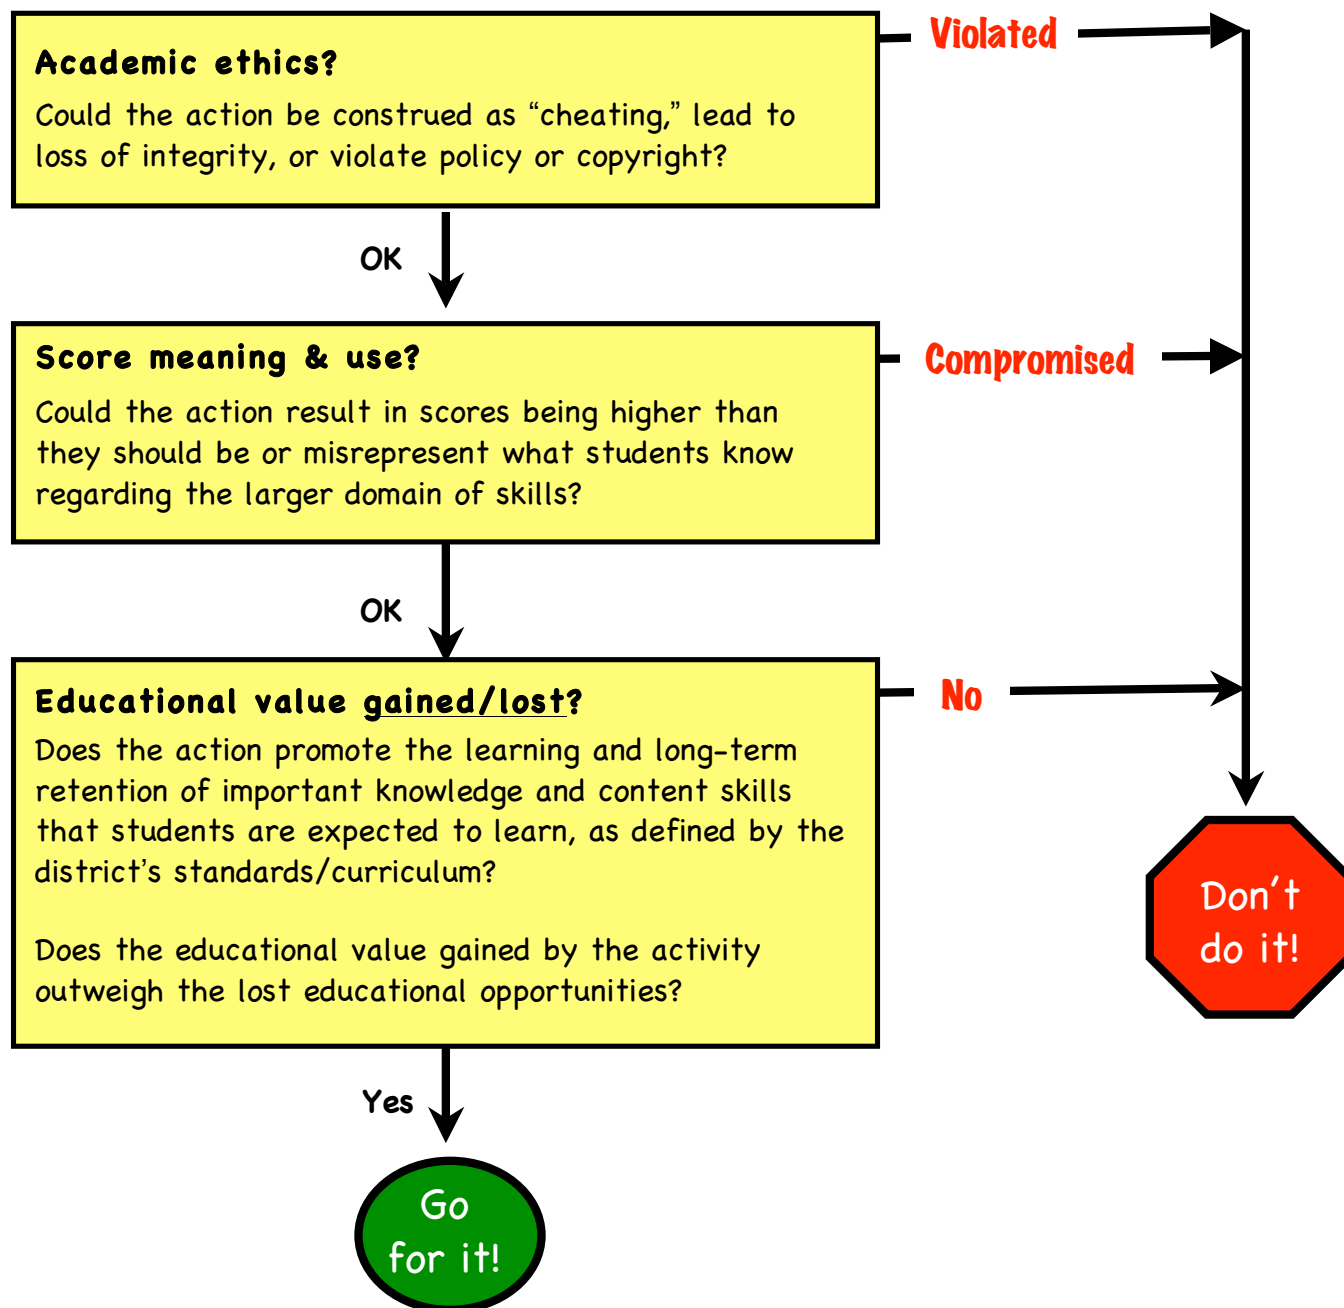 Academic ethics?
Could the action be construed as “cheating,” lead to
loss of integrity, or violate policy or copyright?
Violated
OK
Score meaning & use?
Could the action result in scores being higher than
they should be or misrepresent what students know
regarding the larger domain of skills?
Compromised
OK
Educational value gained/lost?
Does the action promote the learning and long-term
retention of important knowledge and content skills
that students are expected to learn, as defined by the
district’s standards/curriculum?
Does the educational value gained by the activity
outweigh the lost educational opportunities?
No
Don’t
do it!
Yes
Go
for it!